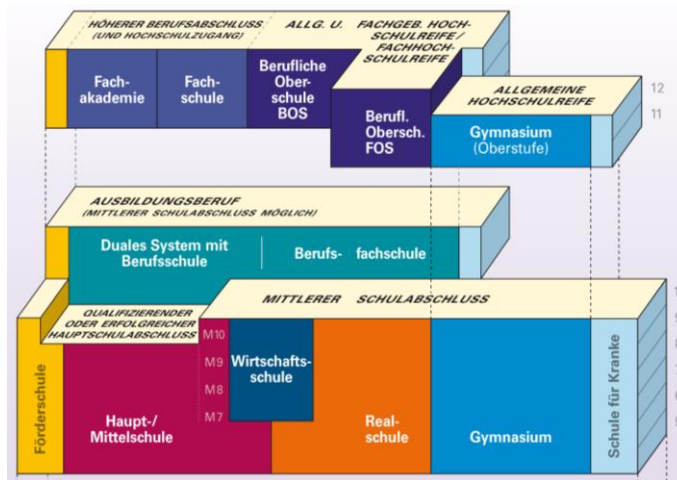 HÖHERER BERUFSABSCHLUSS
(UND HOCHSCHULZUGANG)
ALLG. U. FACHGEB. HOCH-
SCHULREIFE/
FACHHOCH-
SCHULREIFE
Fach-
akademie
Fach-
schule
Berufliche
Ober-
schule
BOS
Berufl.
Obersch.
FOS
ALLGEMEINE
HOCHSCHULREIFE
Gymnasium
(Oberstufe)
12
11
AUSBILDUNGSBERUF
(MITTLERER SCHULABSCHLUSS MÖGLICH)
Duales System mit
Berufsschule
Berufs- fachschule
QUALIFIZIERENDER
ODER ERFOLGREICHER
HAUPTSCHULABSCHLUSS
MITTLERER SCHULABSCHLUSS
M10
M9
M8
M7
Wirtschafts-
schule
Förderschule
Haupt-/
Mittelschule
Real-
schule
Gymnasium
Schule für Kranke